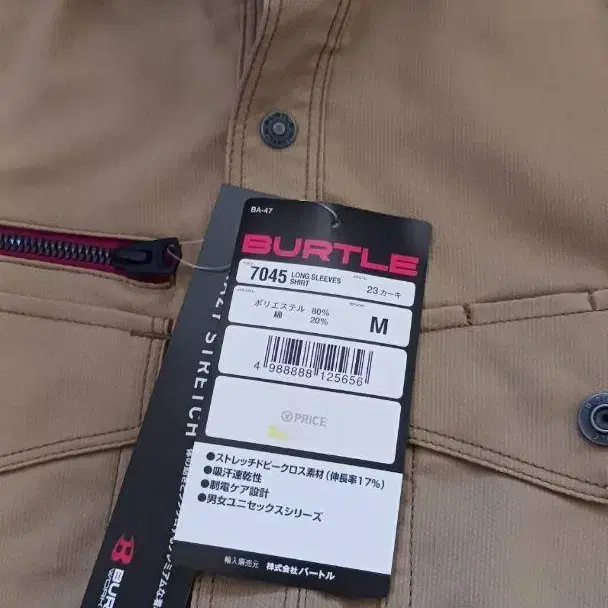 BA-47
BURTLE
7045 LONG SLEEVES SHIRT 23 カーキ
ポリエステル 80%
綿 20%
M
4 988888 125656
PRICE
●ストレッチドビークロス素材(伸長率17%)
●吸汗速乾性
●制電ケア設計
●男女ユニセックスシリーズ
輸入販売元 株式会社バートル
STRETCH
BURTLE